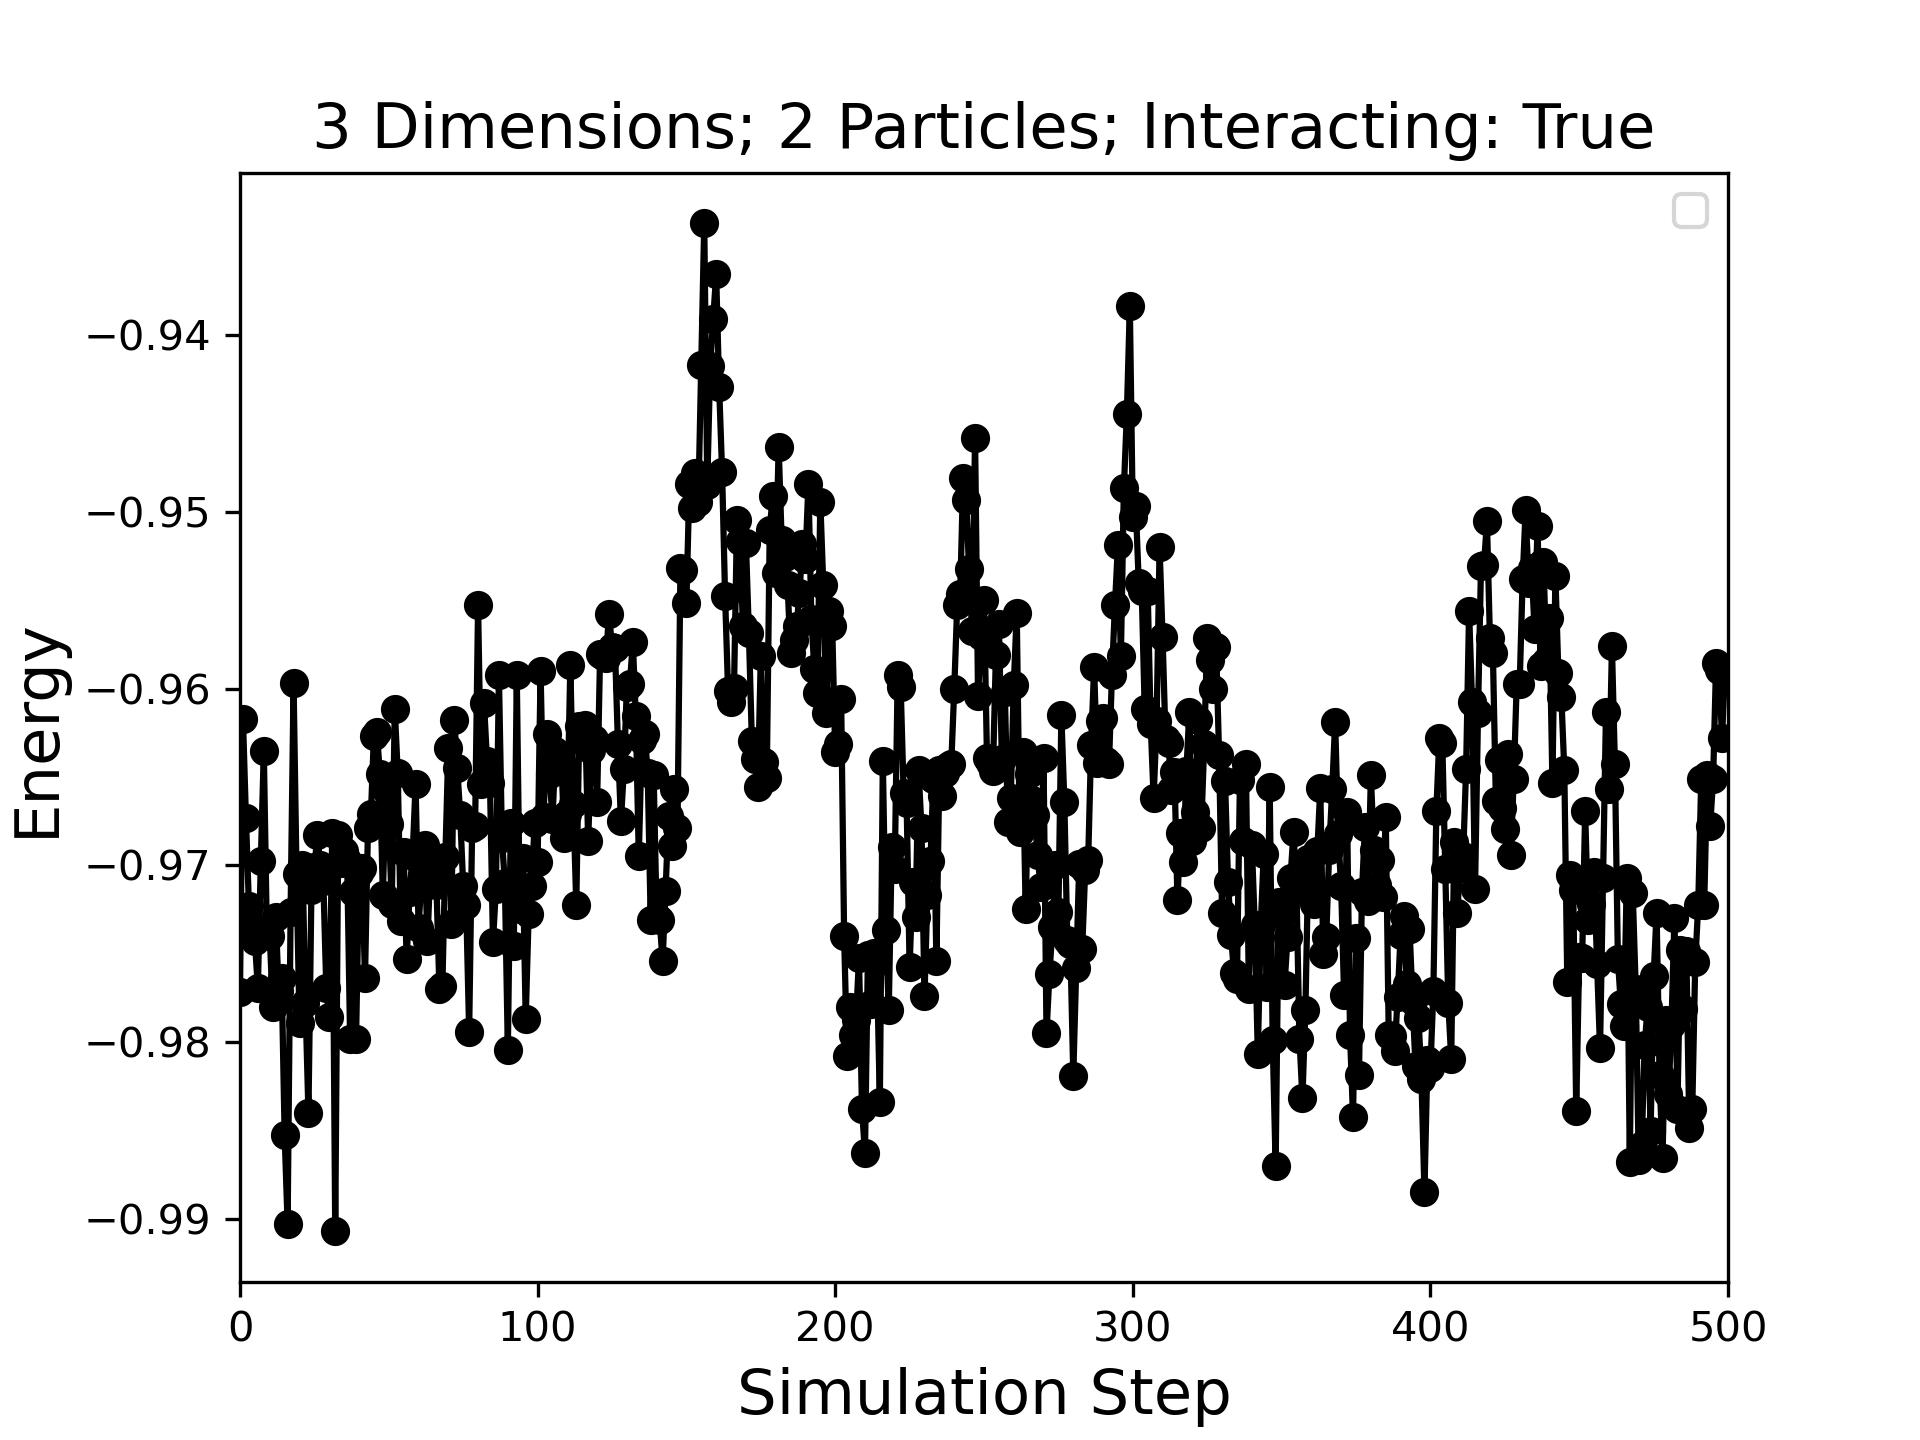 3 Dimensions; 2 Particles; Interacting: True
Energy
−0.94
−0.95
−0.96
−0.97
−0.98
−0.99
0 100 200 300 400 500
Simulation Step